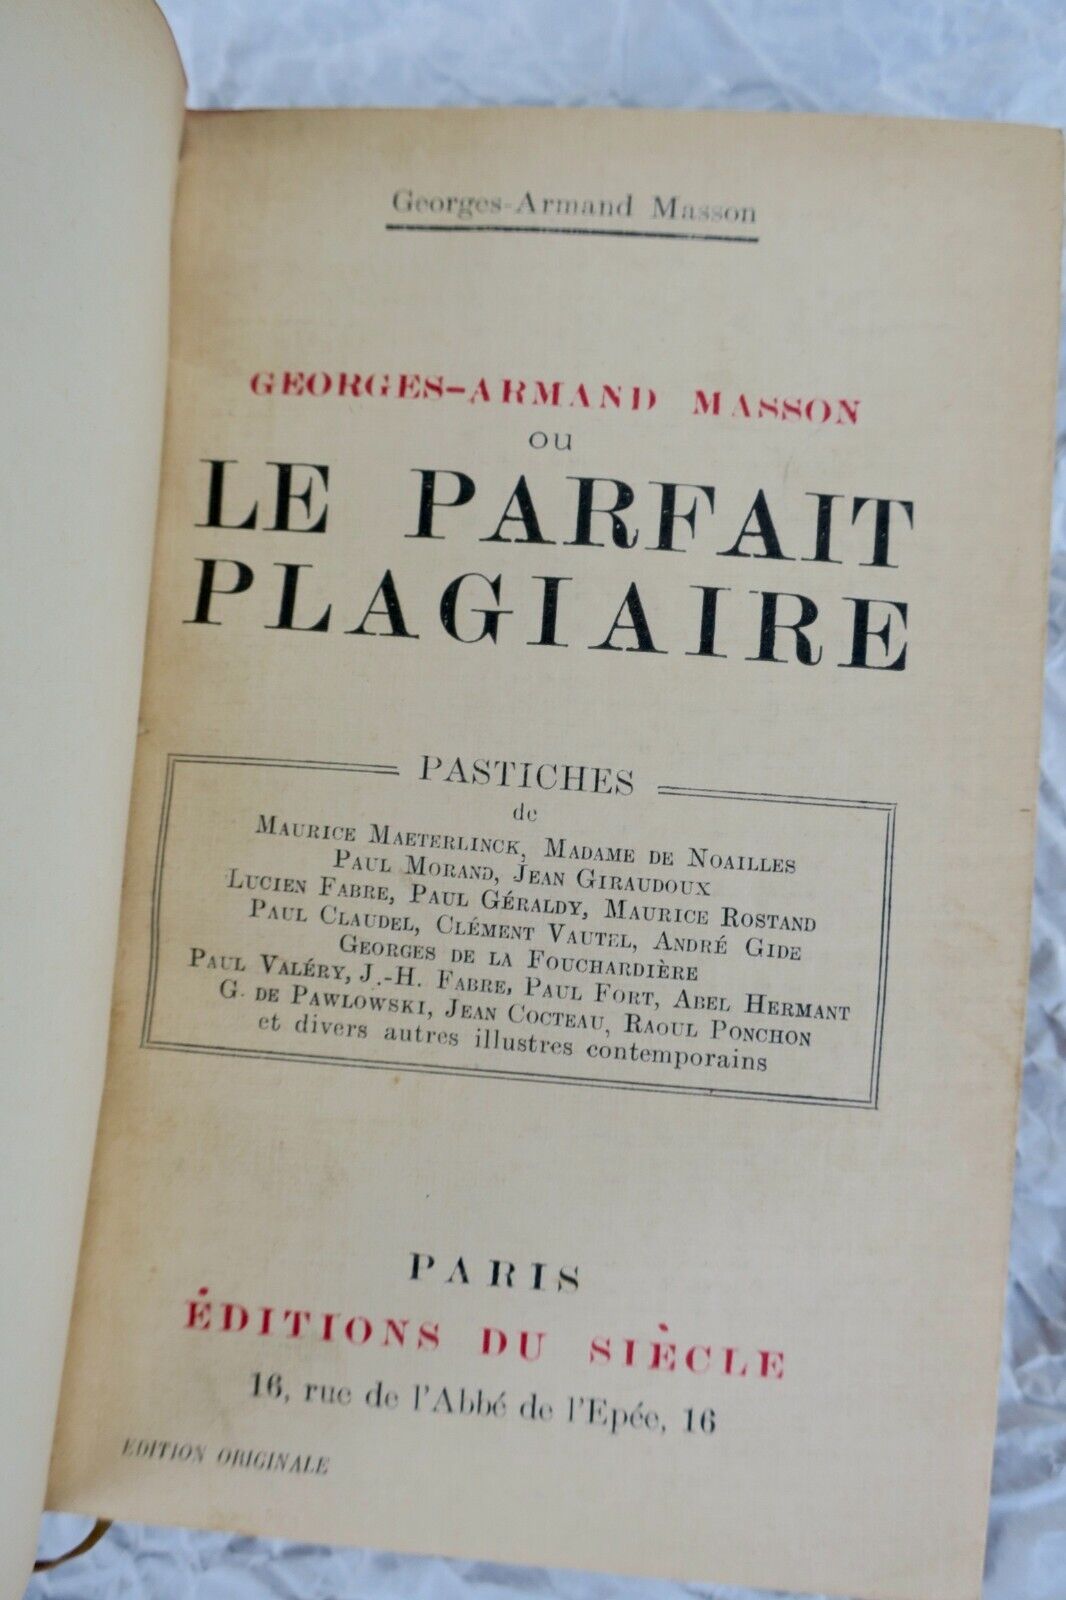 Georges-Armand Masson
GEORGES-ARMAND MASSON
OU
LE PARFAIT
PLAGIAIRE
PASTICHES
de
MAURICE MAETERLINCK, MADAME DE NOAILLES
PAUL MORAND, JEAN GIRAUDOUX
LUCIEN FABRE, PAUL GÉRALDY, MAURICE ROSTAND
PAUL CLAUDEL, CLÉMENT VAUTEL, ANDRÉ GIDE
GEORGES DE LA FOUCHARDIÈRE
PAUL VALÉRY, J.-H. FABRE, PAUL FORT, ABEL HERMANT
G. DE PAWLOWSKI, JEAN COCTEAU, RAOUL PONCHON
et divers autres illustres contemporains
PARIS
ÉDITIONS DU SIÈCLE
16, rue de l'Abbé de l'Epée, 16
EDITION ORIGINALE